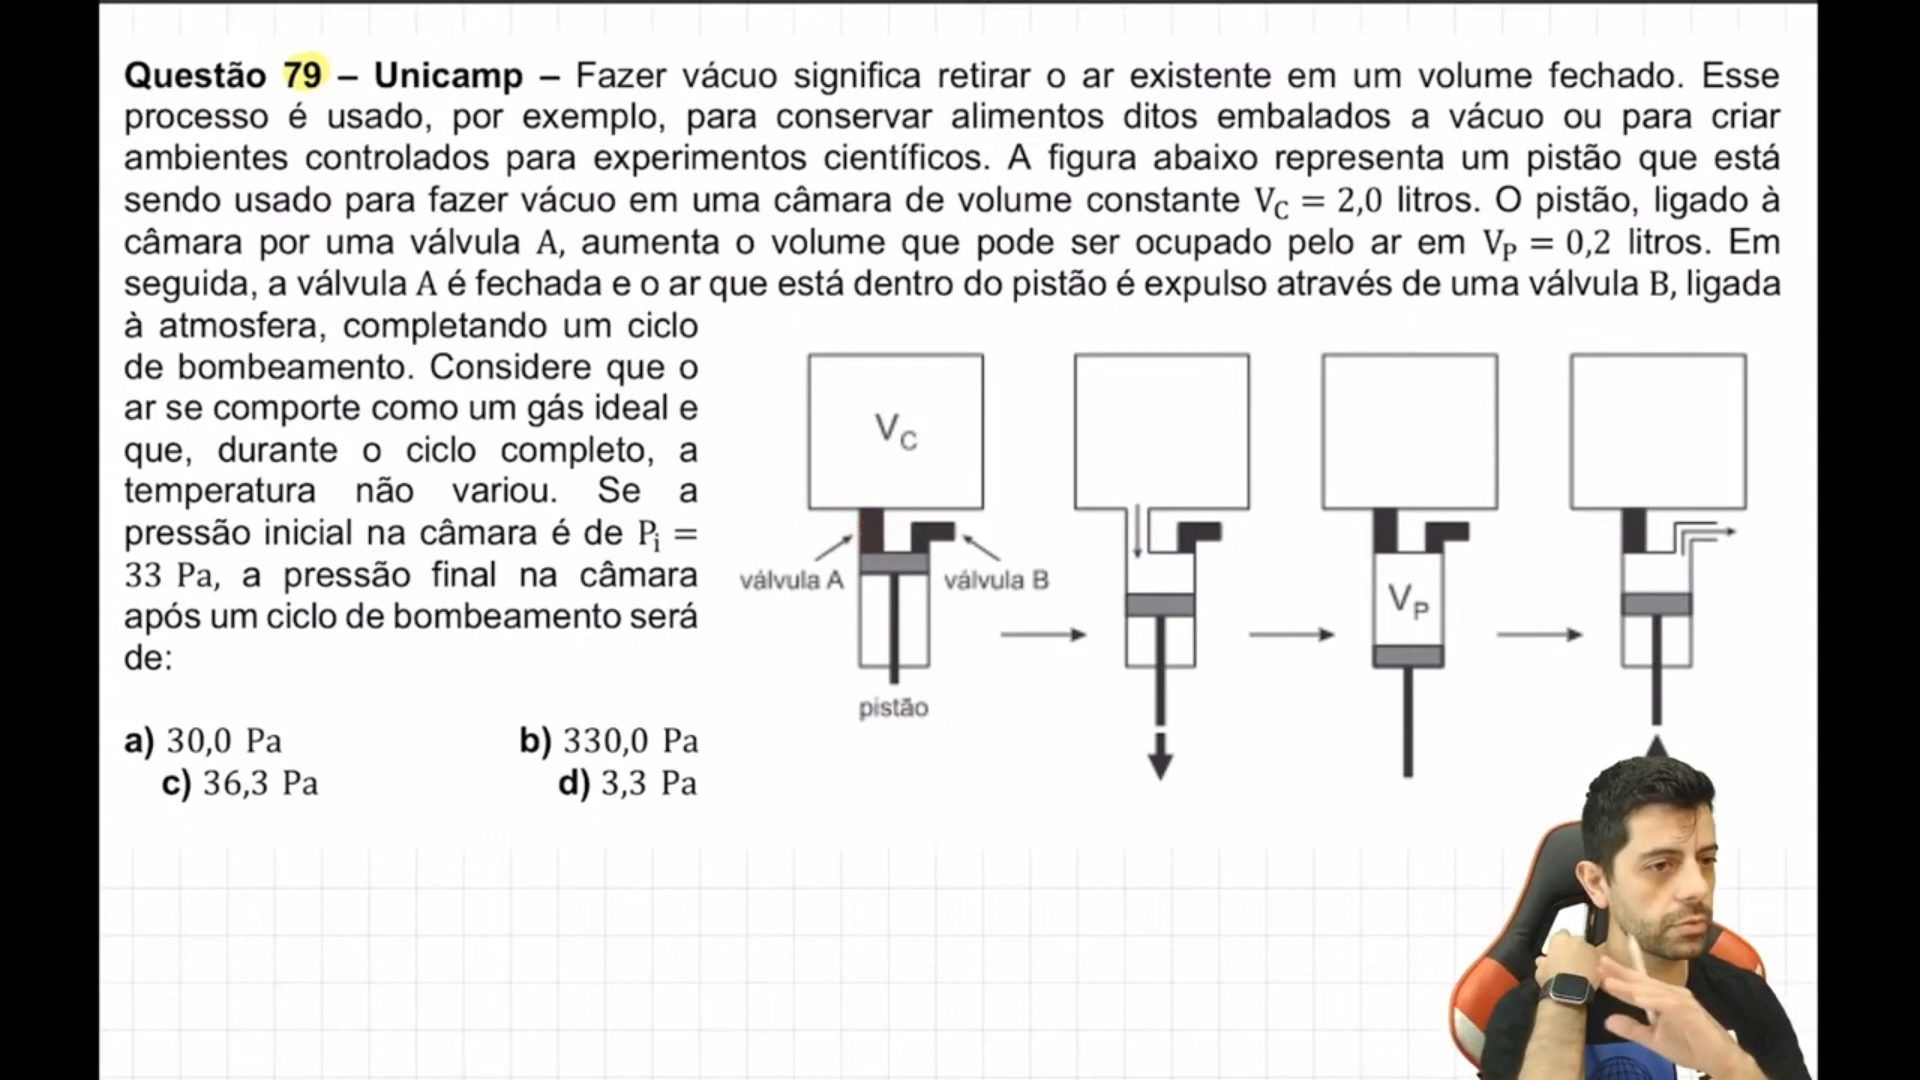 Questão 79 – Unicamp – Fazer vácuo significa retirar o ar existente em um volume fechado. Esse
processo é usado, por exemplo, para conservar alimentos ditos embalados a vácuo ou para criar
ambientes controlados para experimentos científicos. A figura abaixo representa um pistão que está
sendo usado para fazer vácuo em uma câmara de volume constante V_C = 2,0 litros. O pistão, ligado à
câmara por uma válvula A, aumenta o volume que pode ser ocupado pelo ar em V_P = 0,2 litros. Em
seguida, a válvula A é fechada e o ar que está dentro do pistão é expulso através de uma válvula B, ligada
à atmosfera, completando um ciclo
de bombeamento. Considere que o
ar se comporte como um gás ideal e
que, durante o ciclo completo, a
temperatura não variou. Se a
pressão inicial na câmara é de P_i =
33 Pa, a pressão final na câmara
após um ciclo de bombeamento será
de:
a) 30,0 Pa b) 330,0 Pa
c) 36,3 Pa d) 3,3 Pa
V_C
válvula A
válvula B
V_P
pistão